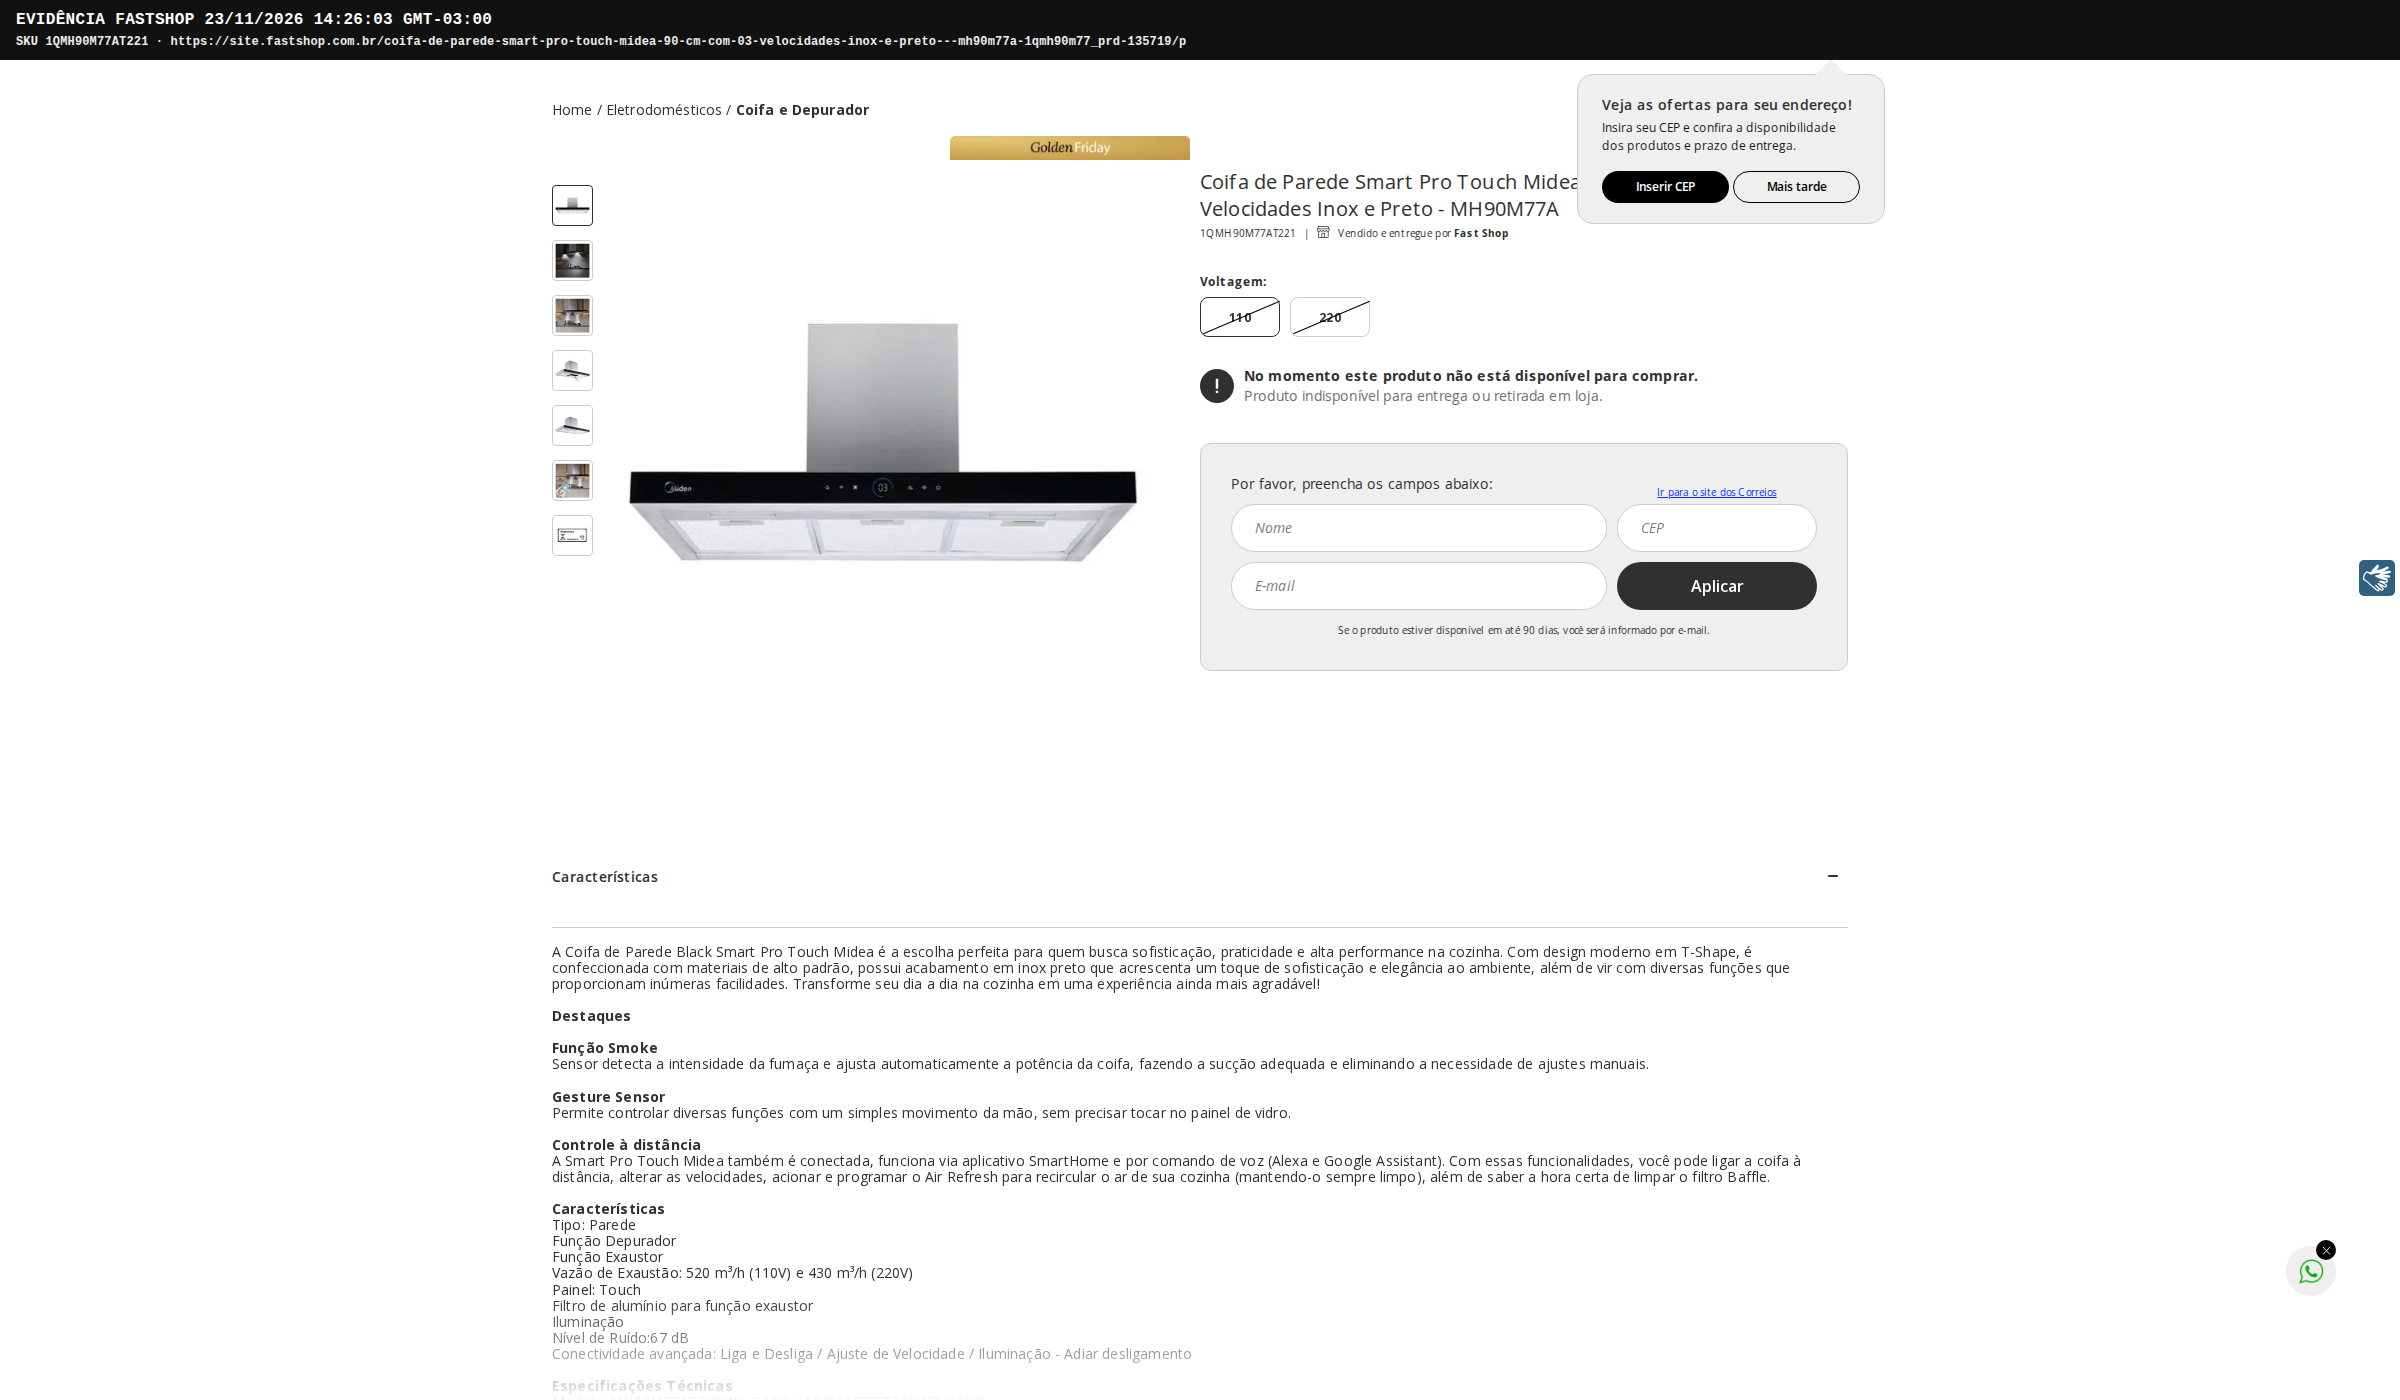 EVIDÊNCIA FASTSHOP 23/11/2026 14:26:03 GMT-03:00
SKU 1QMH90M77AT221 · https://site.fastshop.com.br/coifa-de-parede-smart-pro-touch-midea-90-cm-com-03-velocidades-inox-e-preto---mh90m77a-1qmh90m77_prd-135719/p
Veja as ofertas para seu endereço!
Insira seu CEP e confira a disponibilidade
dos produtos e prazo de entrega.
Inserir CEP
Mais tarde
Home / Eletrodomésticos / Coifa e Depurador
Golden Friday
Coifa de Parede Smart Pro Touch Midea
Velocidades Inox e Preto - MH90M77A
1QMH90M77AT221 | Vendido e entregue por Fast Shop
Voltagem:
110
220
No momento este produto não está disponível para comprar.
Produto indisponível para entrega ou retirada em loja.
Midea
03
Por favor, preencha os campos abaixo:
Ir para o site dos Correios
Nome
CEP
E-mail
Aplicar
Se o produto estiver disponível em até 90 dias, você será informado por e-mail.
Características
A Coifa de Parede Black Smart Pro Touch Midea é a escolha perfeita para quem busca sofisticação, praticidade e alta performance na cozinha. Com design moderno em T-Shape, é
confeccionada com materiais de alto padrão, possui acabamento em inox preto que acrescenta um toque de sofisticação e elegância ao ambiente, além de vir com diversas funções que
proporcionam inúmeras facilidades. Transforme seu dia a dia na cozinha em uma experiência ainda mais agradável!
Destaques
Função Smoke
Sensor detecta a intensidade da fumaça e ajusta automaticamente a potência da coifa, fazendo a sucção adequada e eliminando a necessidade de ajustes manuais.
Gesture Sensor
Permite controlar diversas funções com um simples movimento da mão, sem precisar tocar no painel de vidro.
Controle à distância
A Smart Pro Touch Midea também é conectada, funciona via aplicativo SmartHome e por comando de voz (Alexa e Google Assistant). Com essas funcionalidades, você pode ligar a coifa à
distância, alterar as velocidades, acionar e programar o Air Refresh para recircular o ar de sua cozinha (mantendo-o sempre limpo), além de saber a hora certa de limpar o filtro Baffle.
Características
Tipo: Parede
Função Depurador
Função Exaustor
Vazão de Exaustão: 520 m³/h (110V) e 430 m³/h (220V)
Painel: Touch
Filtro de alumínio para função exaustor
Iluminação
Nível de Ruído:67 dB
Conectividade avançada: Liga e Desliga / Ajuste de Velocidade / Iluminação - Adiar desligamento
Especificações Técnicas